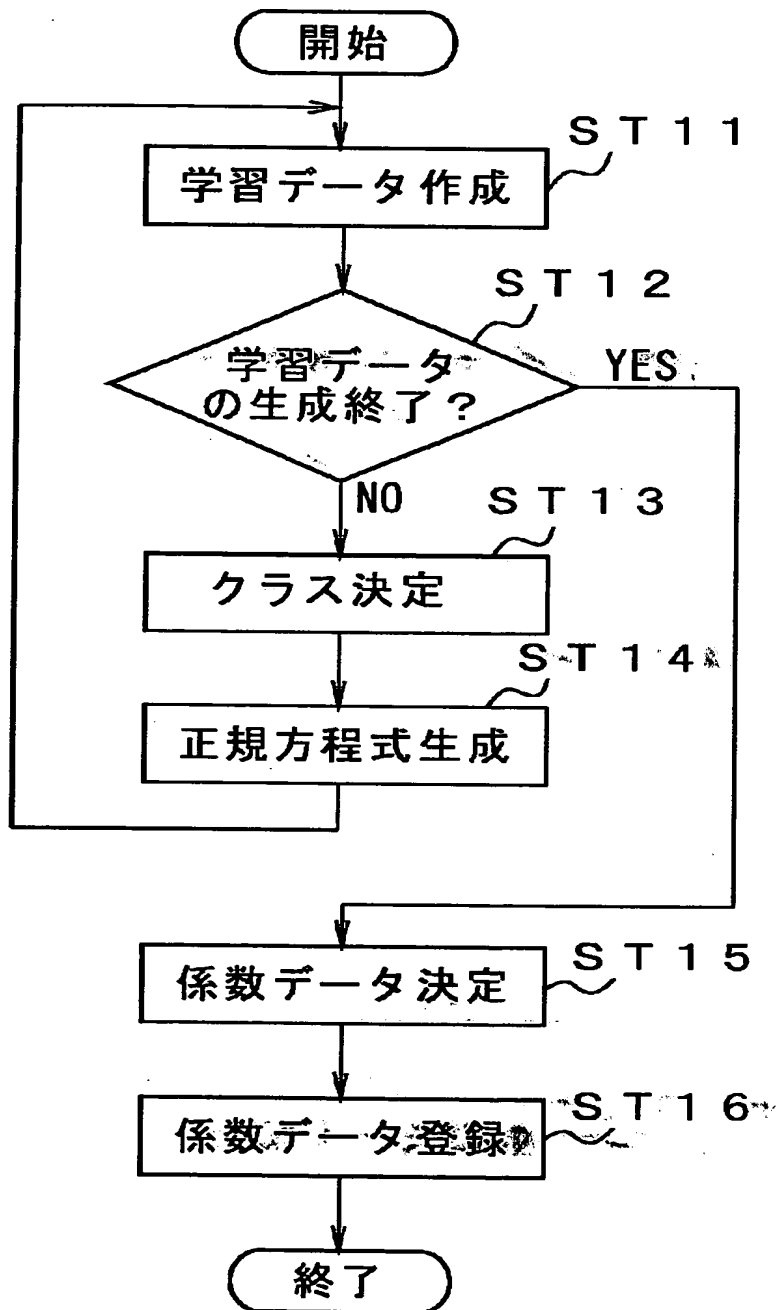 開始
ＳＴ１１
学習データ作成
ＳＴ１２
学習データ
の生成終了？
YES
NO
ＳＴ１３
クラス決定
ＳＴ１４
正規方程式生成
ＳＴ１５
係数データ決定
ＳＴ１６
係数データ登録
終了